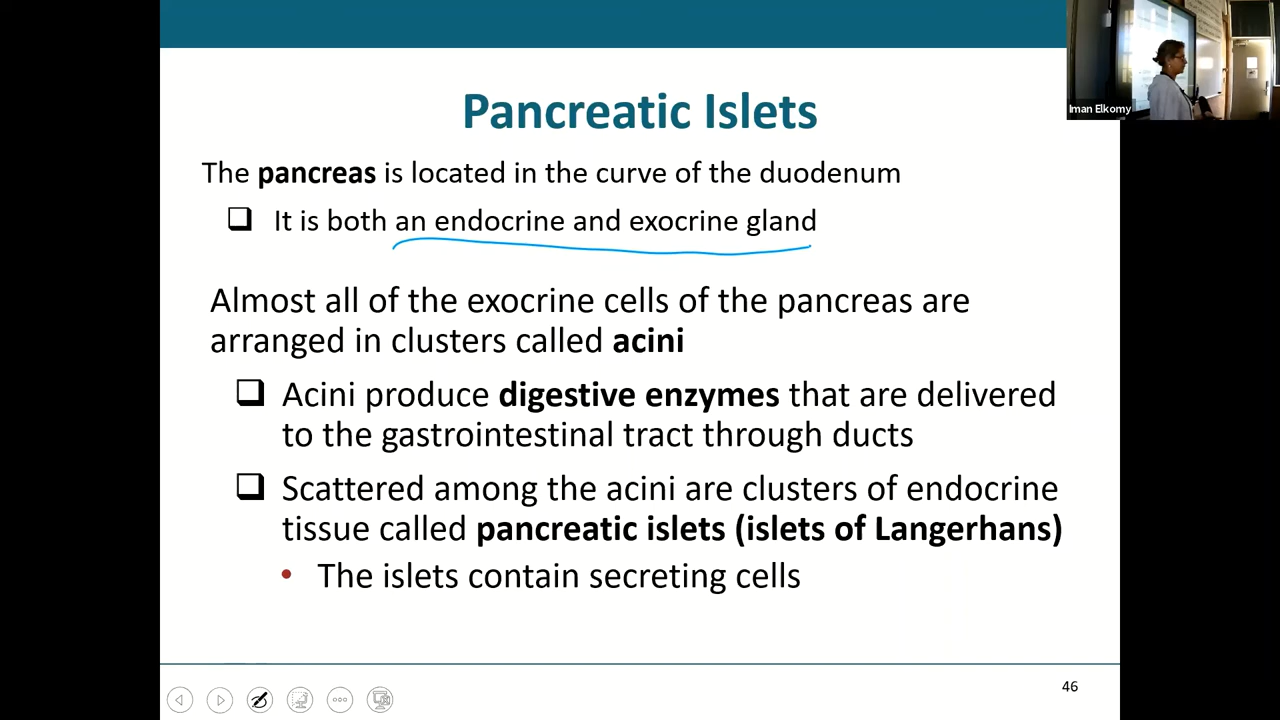 Pancreatic Islets
Iman Elkomy
The pancreas is located in the curve of the duodenum
It is both an endocrine and exocrine gland
Almost all of the exocrine cells of the pancreas are
arranged in clusters called acini
Acini produce digestive enzymes that are delivered
to the gastrointestinal tract through ducts
Scattered among the acini are clusters of endocrine
tissue called pancreatic islets (islets of Langerhans)
The islets contain secreting cells
46